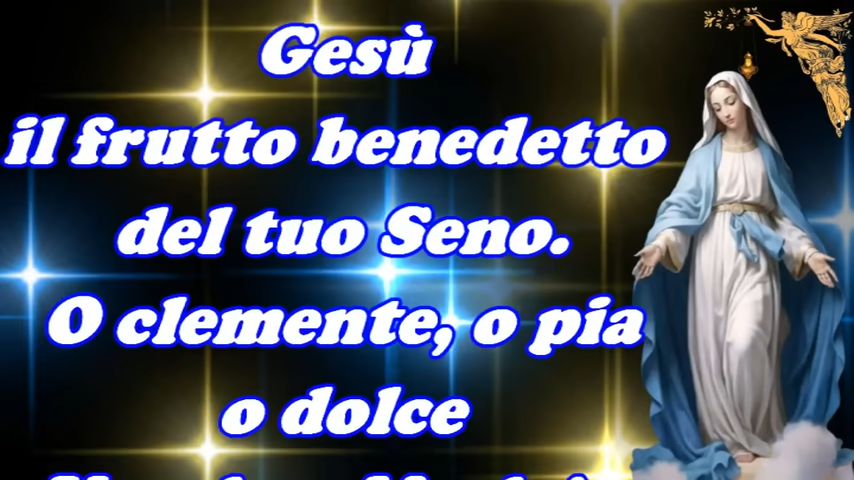 Gesù
il frutto benedetto
del tuo Seno.
O clemente, o pia
o dolce